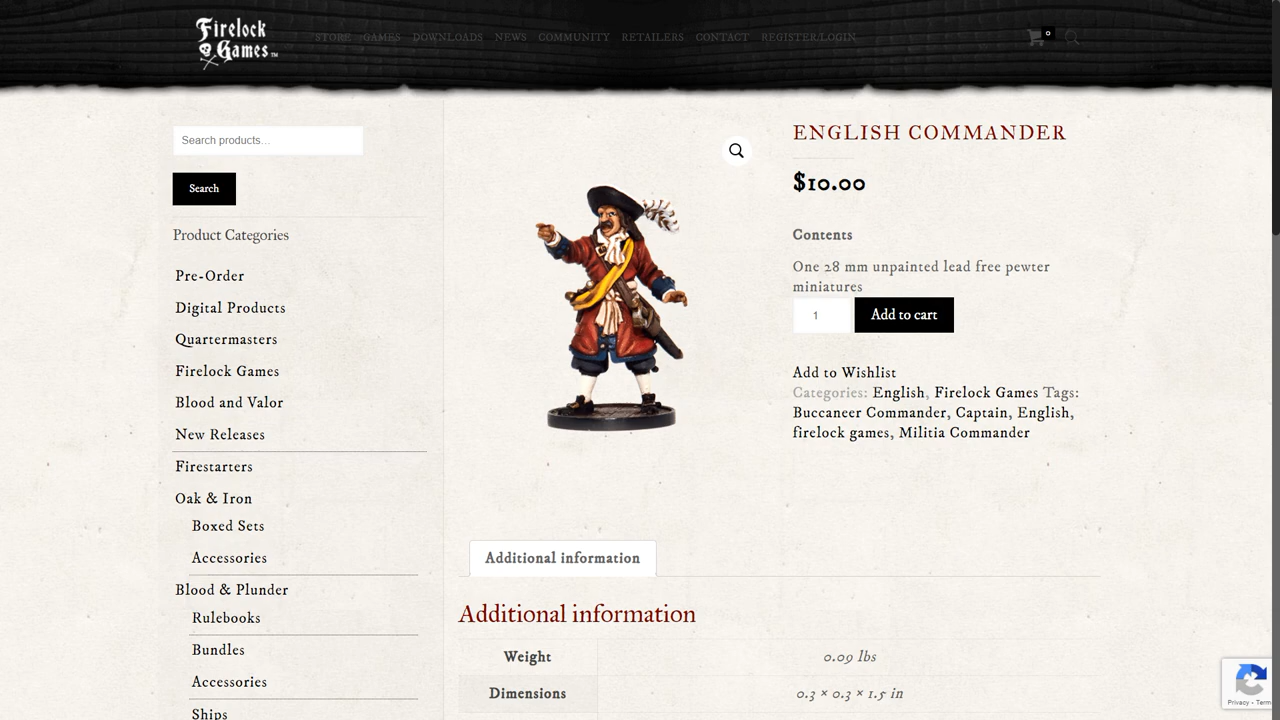 Firelock Games™
STORE GAMES DOWNLOADS NEWS COMMUNITY RETAILERS CONTACT REGISTER/LOGIN
0
Search products…
Search
Product Categories
Pre-Order
Digital Products
Quartermasters
Firelock Games
Blood and Valor
New Releases
Firestarters
Oak & Iron
Boxed Sets
Accessories
Blood & Plunder
Rulebooks
Bundles
Accessories
Ships
ENGLISH COMMANDER
$10.00
Contents
One 28 mm unpainted lead free pewter
miniatures
1 Add to cart
Add to Wishlist
Categories: English, Firelock Games Tags:
Buccaneer Commander, Captain, English,
firelock games, Militia Commander
Additional information
Additional information
Weight 0.09 lbs
Dimensions 0.3 × 0.3 × 1.5 in
Privacy - Term